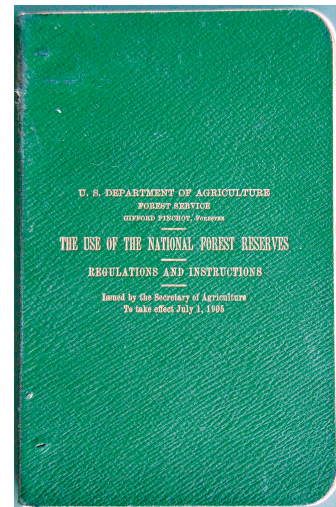 U. S. DEPARTMENT OF AGRICULTURE
FOREST SERVICE
GIFFORD PINCHOT, FORESTER
THE USE OF THE NATIONAL FOREST RESERVES
REGULATIONS AND INSTRUCTIONS
Issued by the Secretary of Agriculture
To take effect July 1, 1905